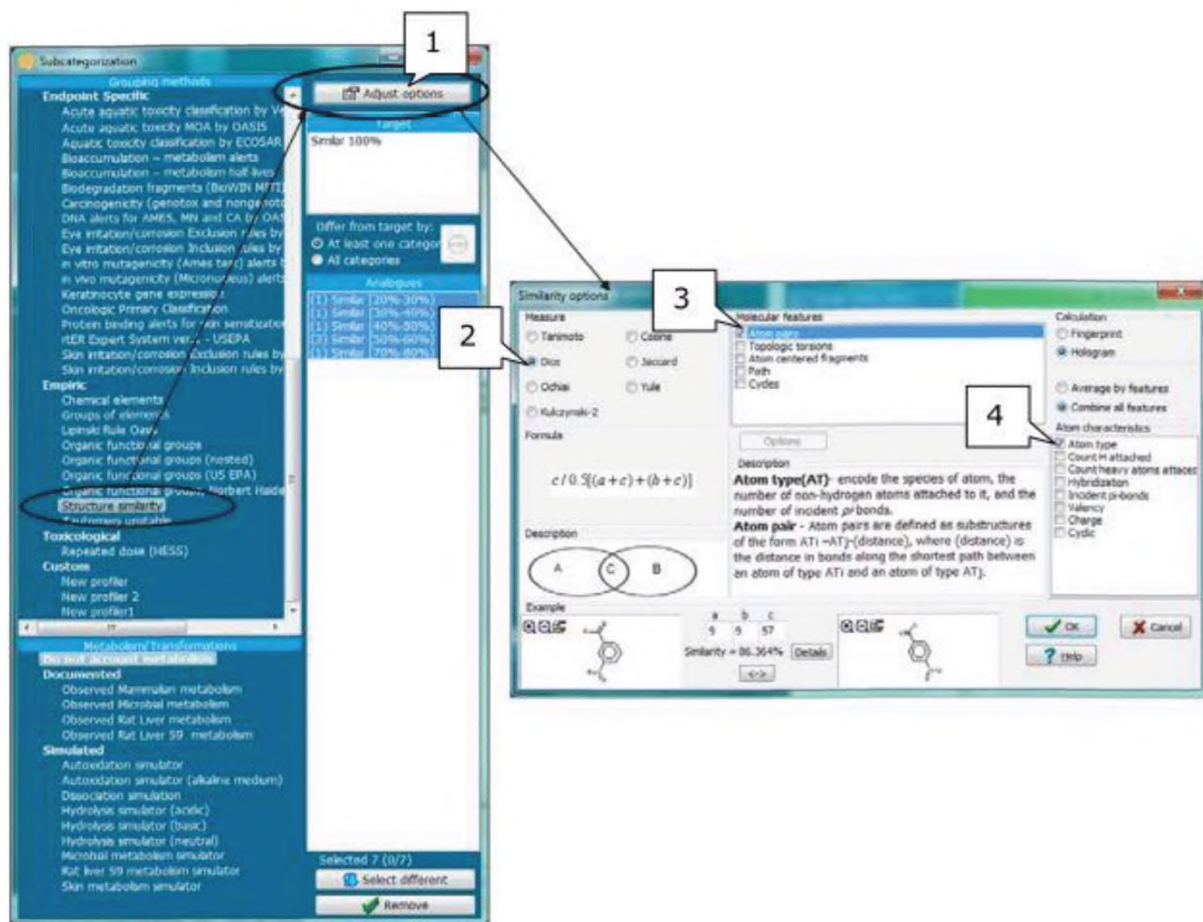 1
Subcategorization
Grouping methods
Endpoint Specific
Acute aquatic toxicity classification by Ve
Acute aquatic toxicity MOA by OASIS
Aquatic toxicity classification by ECOSAR
Bioaccumulation – metabolism alerts
Bioaccumulation – metabolism half-lives
Biodegradation fragments (BioWIN MITI)
Carcinogenicity (genotox and nongenotox
DNA alerts for AMES, MN and CA by OAS
Eye irritation/corrosion Exclusion rules by
Eye irritation/corrosion Inclusion rules by
in vitro mutagenicity (Ames test) alerts b
in vivo mutagenicity (Micronucleus) alerts
Keratinocyte gene expression
Oncologic Primary Classification
Protein binding alerts for skin sensitization
rtER Expert System ver. - USEPA
Skin irritation/corrosion Exclusion rules by
Skin irritation/corrosion Inclusion rules by
Empiric
Chemical elements
Groups of elements
Lipinski Rule Oasis
Organic functional groups
Organic functional groups (nested)
Organic functional groups (US EPA)
Organic functional groups, Norbert Haide
Structure similarity
Tautomers unstable
Toxicological
Repeated dose (HESS)
Custom
New profiler
New profiler 2
New profiler1
Metabolism/Transformations
Do not account metabolism
Documented
Observed Mammalian metabolism
Observed Microbial metabolism
Observed Rat Liver metabolism
Observed Rat Liver S9 metabolism
Simulated
Autoxidation simulator
Autoxidation simulator (alkaline medium)
Dissociation simulation
Hydrolysis simulator (acidic)
Hydrolysis simulator (basic)
Hydrolysis simulator (neutral)
Microbial metabolism simulator
Rat liver S9 metabolism simulator
Skin metabolism simulator
Adjust options
Target
Similar 100%
Differ from target by:
At least one categor
All categories
Analogues
(1) Similar [20%-30%)
(1) Similar [30%-40%)
(1) Similar [40%-50%)
(3) Similar [50%-60%)
(1) Similar [70%-80%)
Selected 7 (0/7)
Select different
Remove
2
3
4
Similarity options
Measure
Tanimoto
Cosine
Dice
Jaccard
Ochiai
Yule
Kulczynski-2
Formula
c / 0.5[(a + c) + (b + c)]
Description
A C B
Molecular features
Atom pairs
Topologic torsions
Atom centered fragments
Path
Cycles
Options
Description
Atom type(AT)- encode the species of atom, the
number of non-hydrogen atoms attached to it, and the
number of incident pi-bonds.
Atom pair - Atom pairs are defined as substructures
of the form ATi –ATj-(distance), where (distance) is
the distance in bonds along the shortest path between
an atom of type ATi and an atom of type ATj.
Calculation
Fingerprint
Hologram
Average by features
Combine all features
Atom characteristics
Atom type
Count H attached
Count heavy atoms attached
Hybridization
Incident pi-bonds
Valency
Charge
Cyclic
Example
a b c
9 9 57
Similarity = 86.364% Details
<->
OK
Cancel
Help